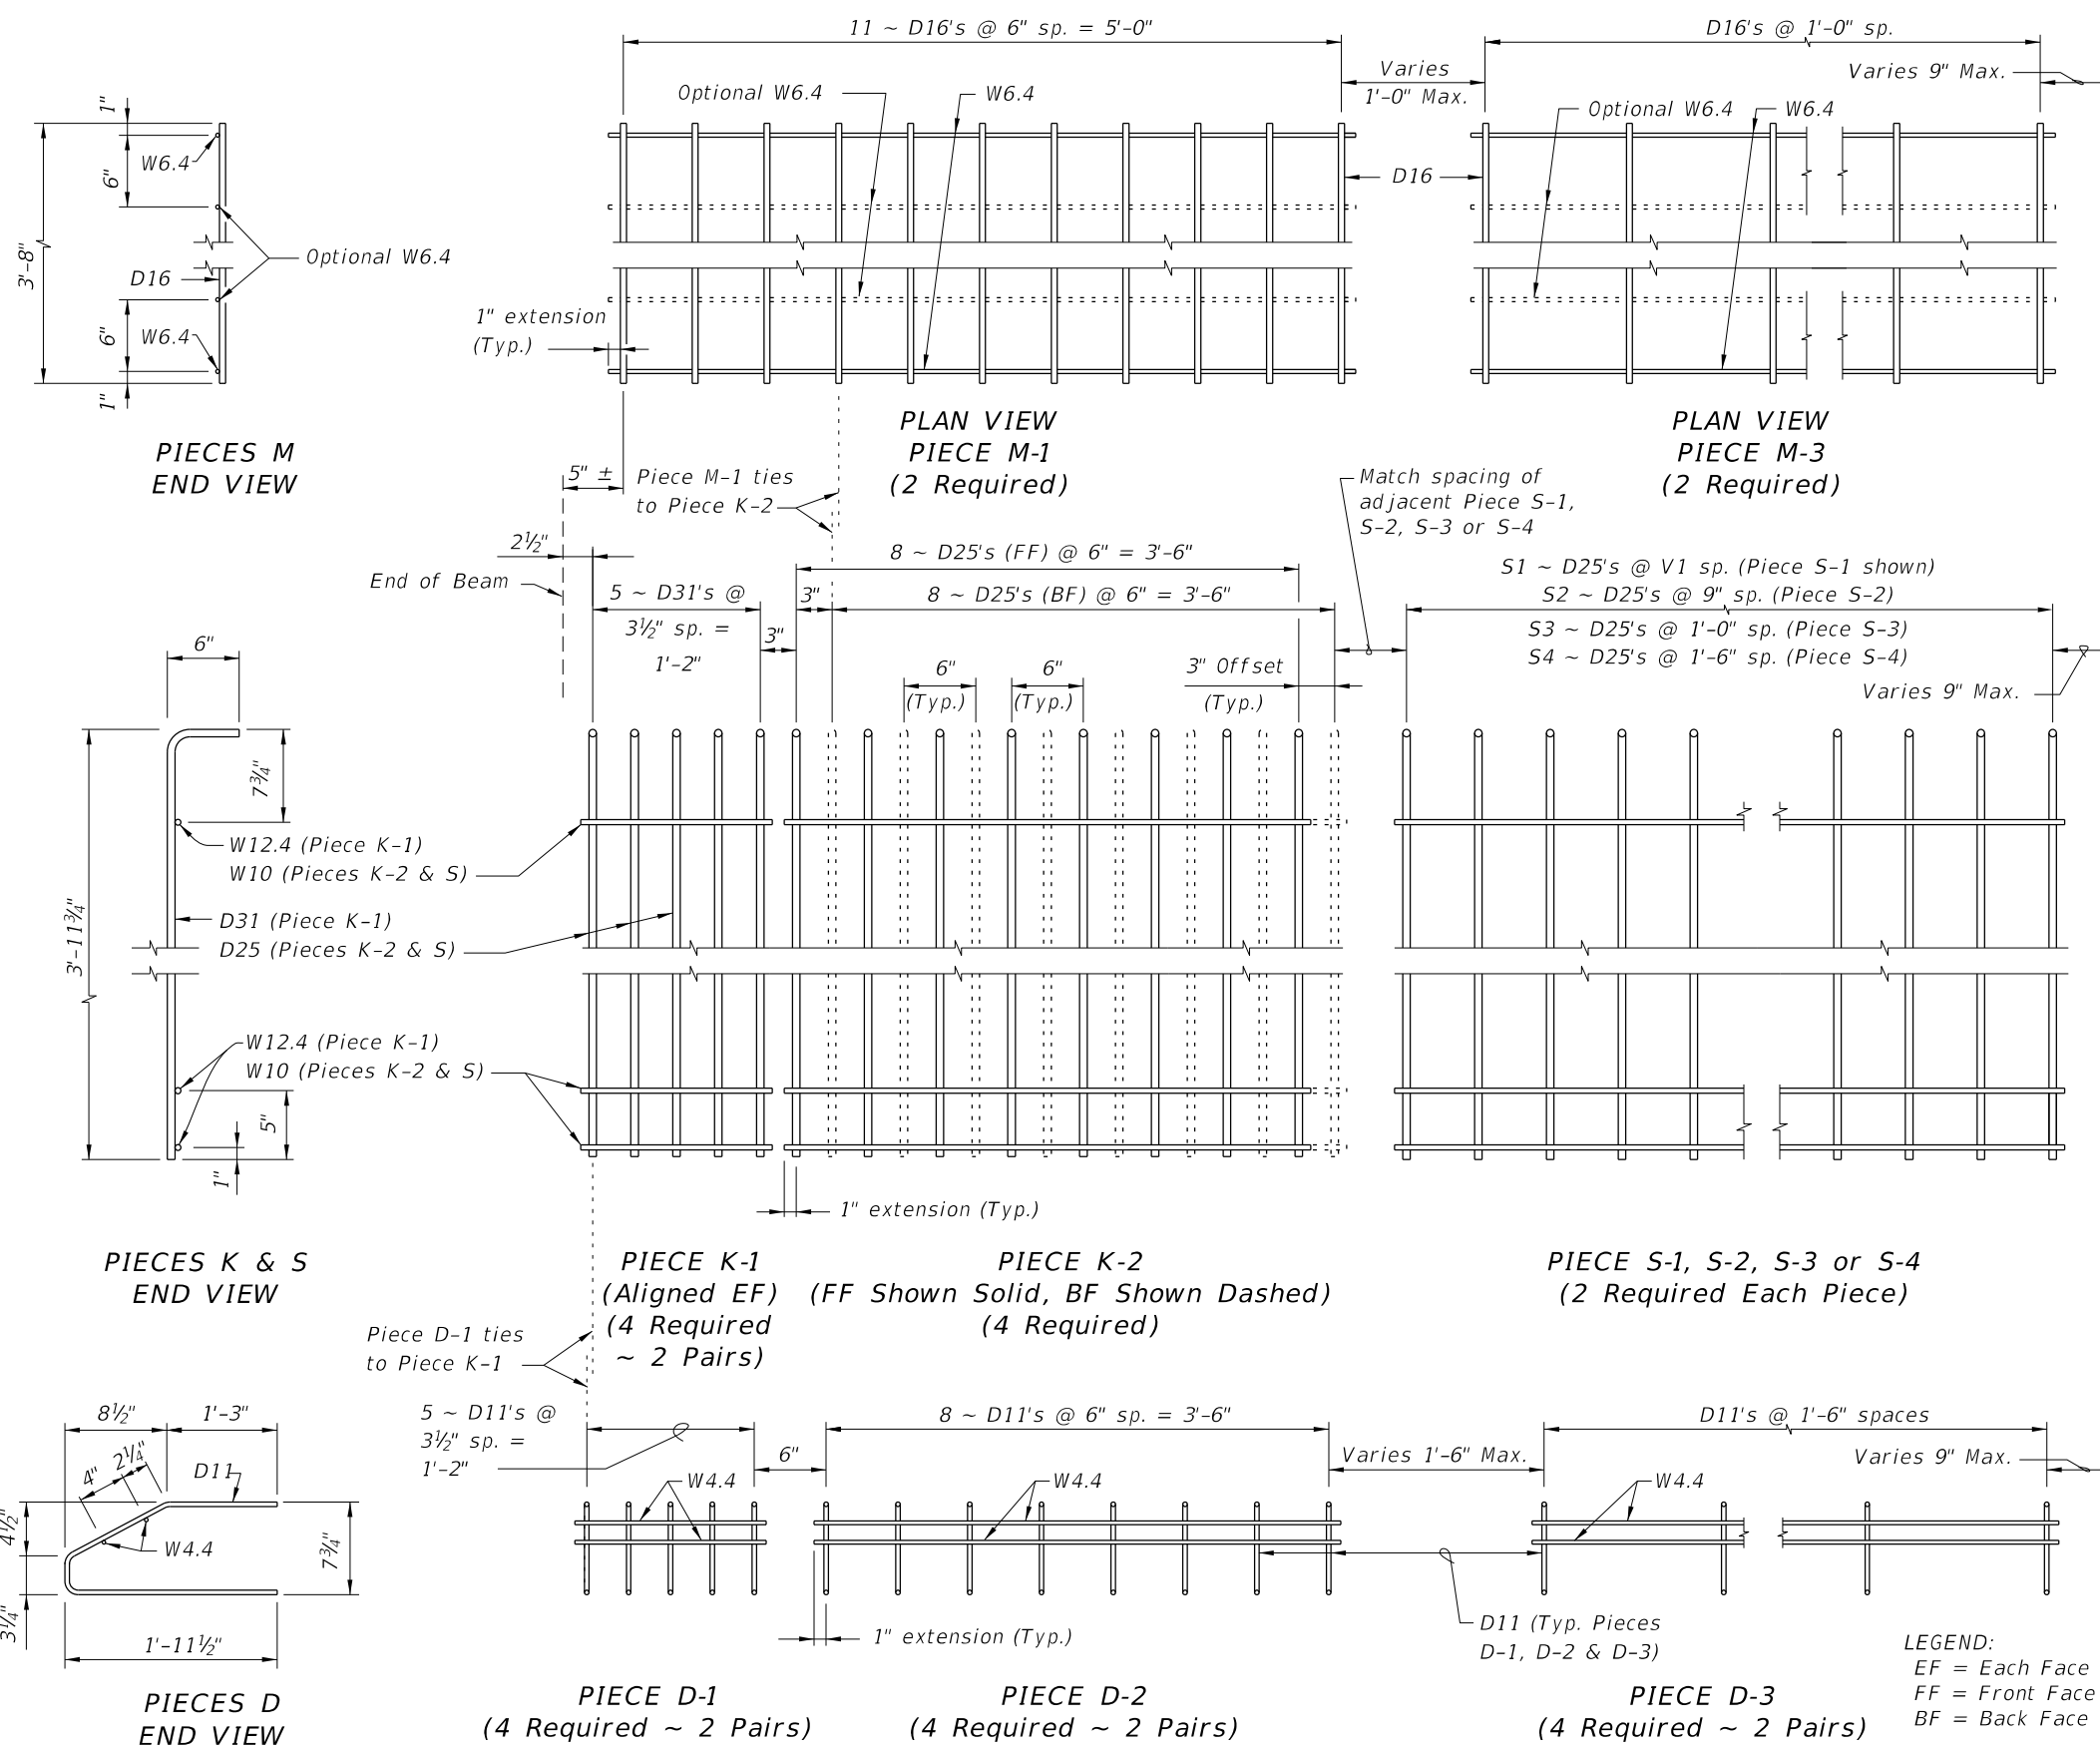 11 ~ D16's @ 6" sp. = 5'-0"
D16's @ 1'-0" sp.
Varies
1'-0" Max.
Varies 9" Max.
Optional W6.4
W6.4
Optional W6.4
W6.4
1"
6"
W6.4
3'-8"
Optional W6.4
D16
6"
W6.4
1"
D16
1" extension
(Typ.)
PIECES M
END VIEW
PLAN VIEW
PIECE M-1
(2 Required)
PLAN VIEW
PIECE M-3
(2 Required)
5" ±
Piece M-1 ties
to Piece K-2
Match spacing of
adjacent Piece S-1,
S-2, S-3 or S-4
2½"
End of Beam
8 ~ D25's (FF) @ 6" = 3'-6"
5 ~ D31's @
3½" sp. =
1'-2"
3"
8 ~ D25's (BF) @ 6" = 3'-6"
3"
S1 ~ D25's @ V1 sp. (Piece S-1 shown)
S2 ~ D25's @ 9" sp. (Piece S-2)
S3 ~ D25's @ 1'-0" sp. (Piece S-3)
S4 ~ D25's @ 1'-6" sp. (Piece S-4)
6"
(Typ.)
6"
(Typ.)
3" Offset
(Typ.)
Varies 9" Max.
6"
7¾"
3'-11¾"
W12.4 (Piece K-1)
W10 (Pieces K-2 & S)
D31 (Piece K-1)
D25 (Pieces K-2 & S)
W12.4 (Piece K-1)
W10 (Pieces K-2 & S)
5"
1"
1" extension (Typ.)
PIECES K & S
END VIEW
PIECE K-1
(Aligned EF)
(4 Required
~ 2 Pairs)
PIECE K-2
(FF Shown Solid, BF Shown Dashed)
(4 Required)
PIECE S-1, S-2, S-3 or S-4
(2 Required Each Piece)
Piece D-1 ties
to Piece K-1
8½"
1'-3"
4"
2¼"
D11
4½"
W4.4
7¾"
3¼"
1'-11½"
5 ~ D11's @
3½" sp. =
1'-2"
6"
8 ~ D11's @ 6" sp. = 3'-6"
Varies 1'-6" Max.
D11's @ 1'-6" spaces
Varies 9" Max.
W4.4
W4.4
W4.4
1" extension (Typ.)
D11 (Typ. Pieces
D-1, D-2 & D-3)
LEGEND:
EF = Each Face
FF = Front Face
BF = Back Face
PIECES D
END VIEW
PIECE D-1
(4 Required ~ 2 Pairs)
PIECE D-2
(4 Required ~ 2 Pairs)
PIECE D-3
(4 Required ~ 2 Pairs)